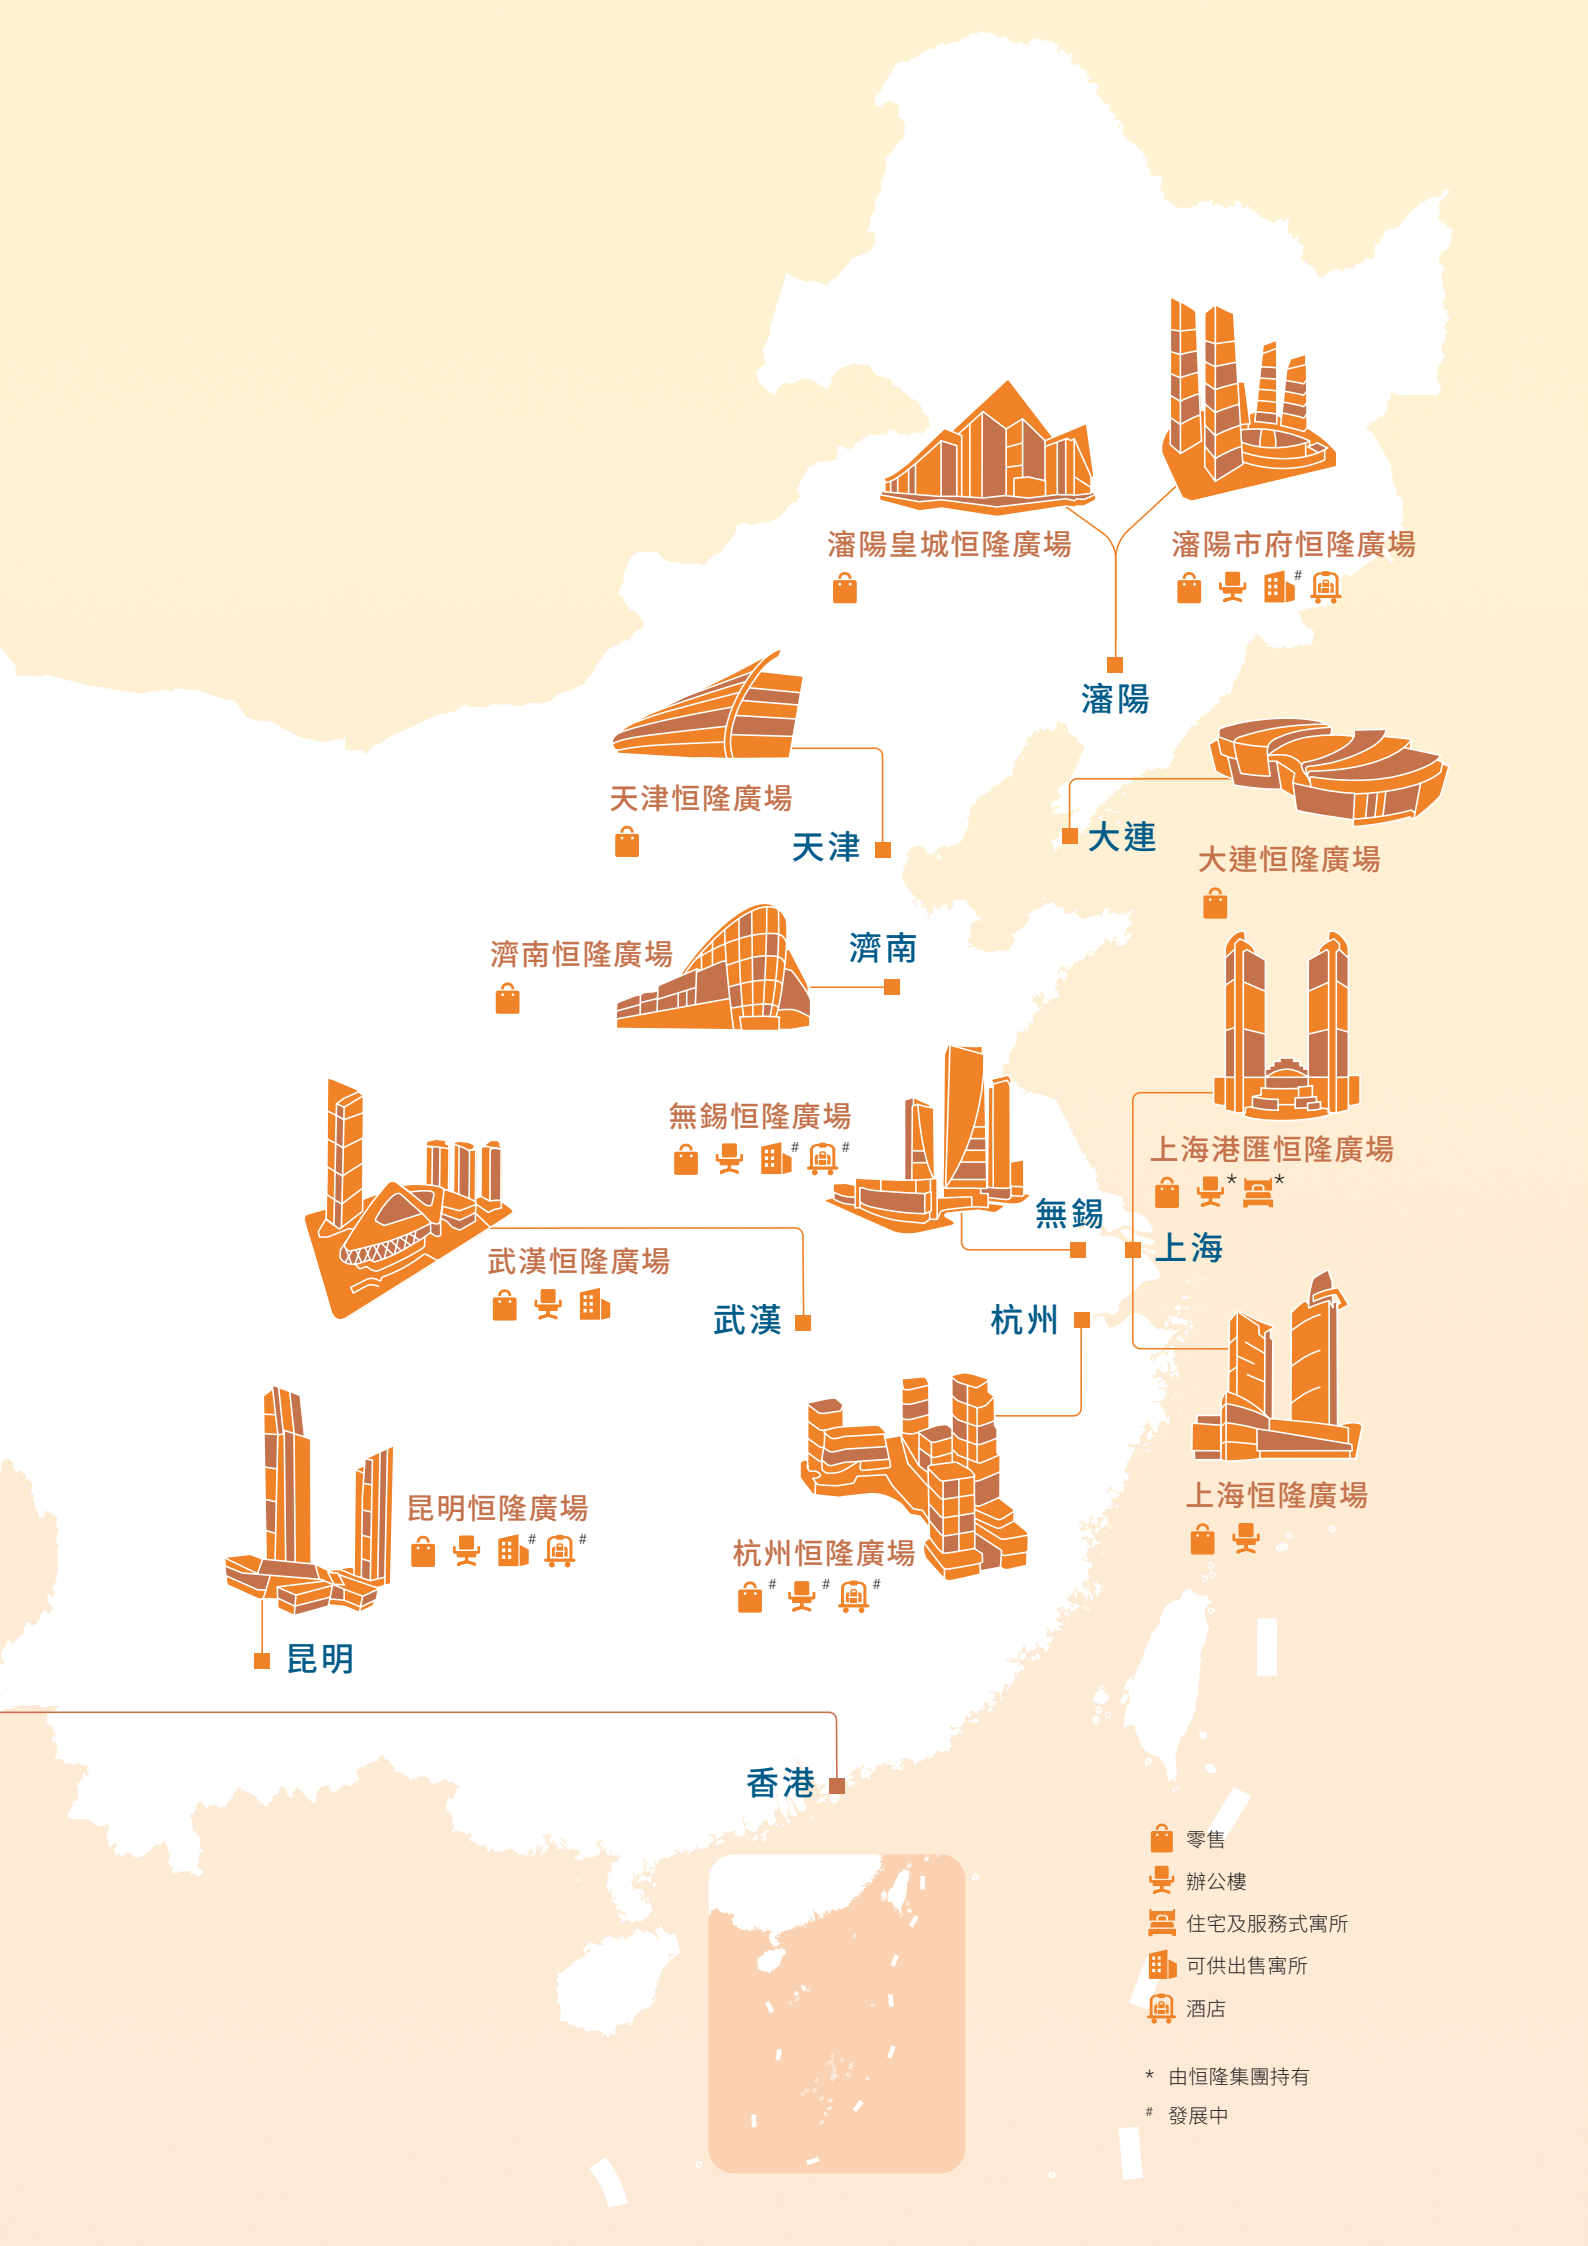 瀋陽皇城恒隆廣場
瀋陽市府恒隆廣場
#
瀋陽
天津恒隆廣場
天津
大連
大連恒隆廣場
濟南恒隆廣場
濟南
無錫恒隆廣場
# #
無錫
上海港匯恒隆廣場
* *
上海
武漢恒隆廣場
武漢
杭州
上海恒隆廣場
昆明恒隆廣場
# #
昆明
杭州恒隆廣場
# # #
香港
零售
辦公樓
住宅及服務式寓所
可供出售寓所
酒店
* 由恒隆集團持有
# 發展中